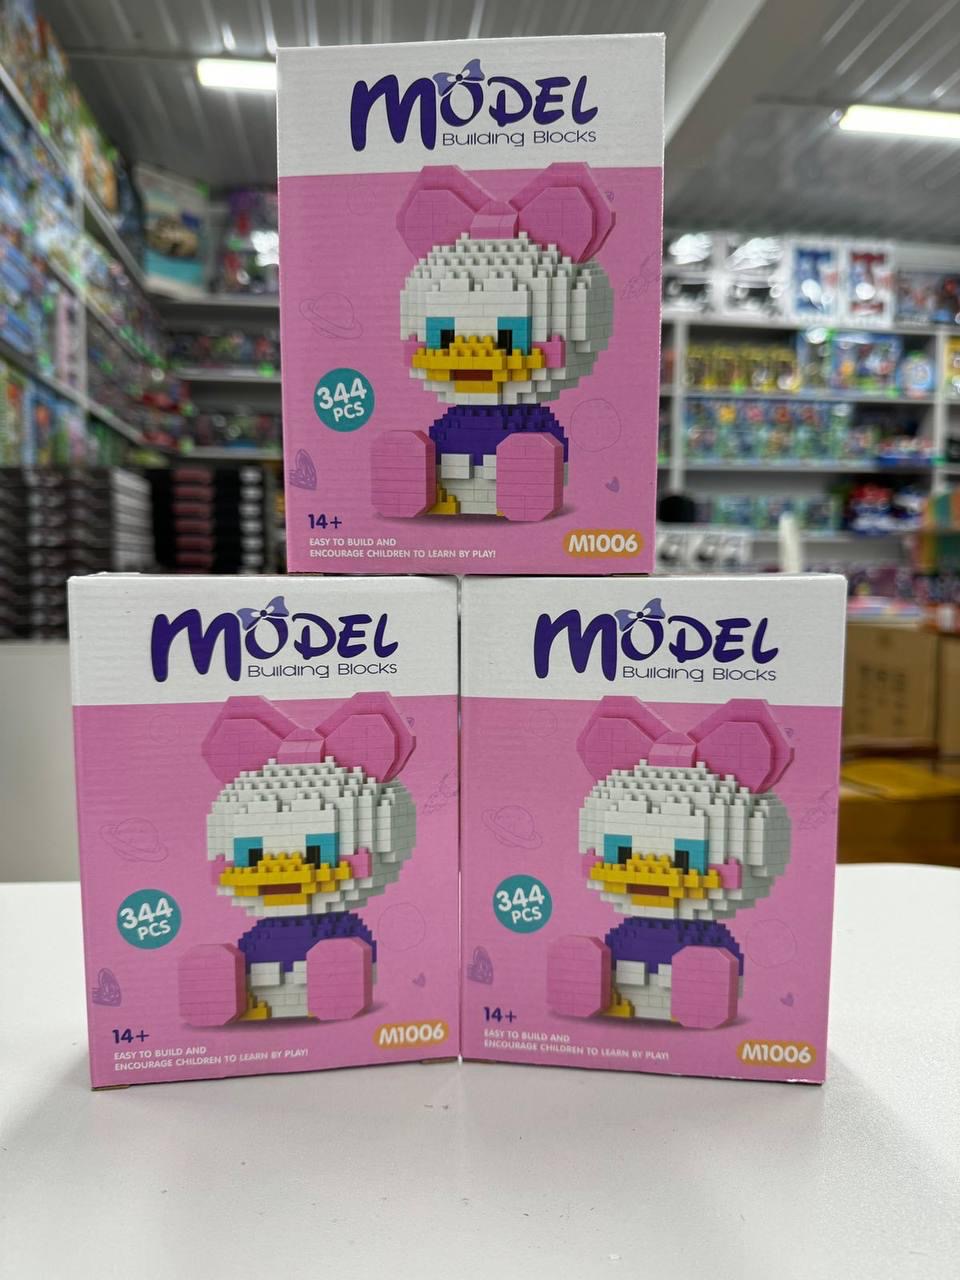 MODEL
Building Blocks
344
PCS
14+
EASY TO BUILD AND
ENCOURAGE CHILDREN TO LEARN BY PLAY!
M1006
MODEL
Building Blocks
344
PCS
14+
EASY TO BUILD AND
ENCOURAGE CHILDREN TO LEARN BY PLAY!
M1006
MODEL
Building Blocks
344
PCS
14+
EASY TO BUILD AND
ENCOURAGE CHILDREN TO LEARN BY PLAY!
M1006